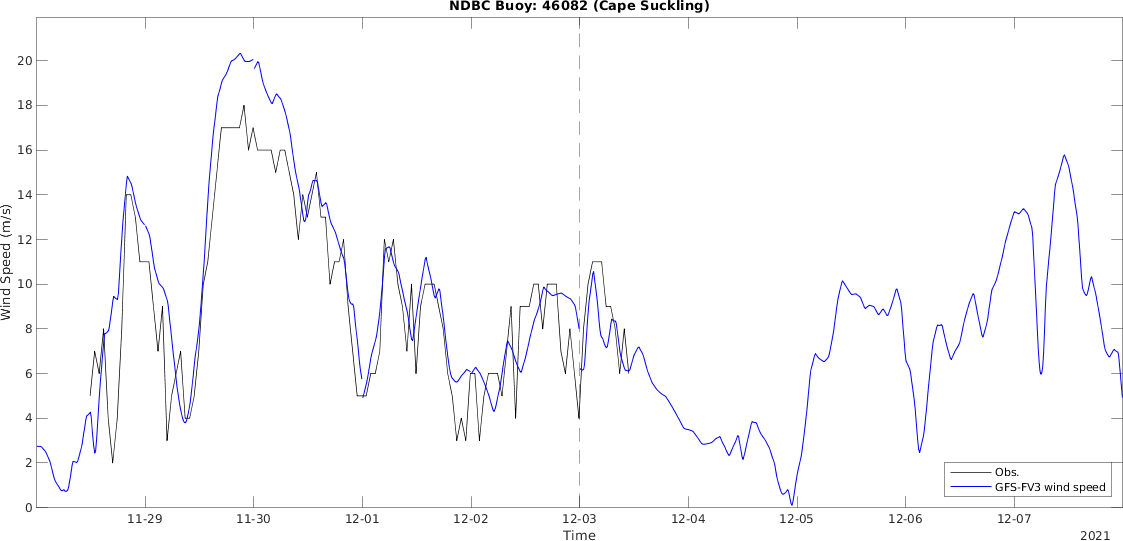 NDBC Buoy: 46082 (Cape Suckling)
Wind Speed (m/s)
20
18
16
14
12
10
8
6
4
2
0
Obs.
GFS-FV3 wind speed
11-29 11-30 12-01 12-02 12-03 12-04 12-05 12-06 12-07
Time
2021